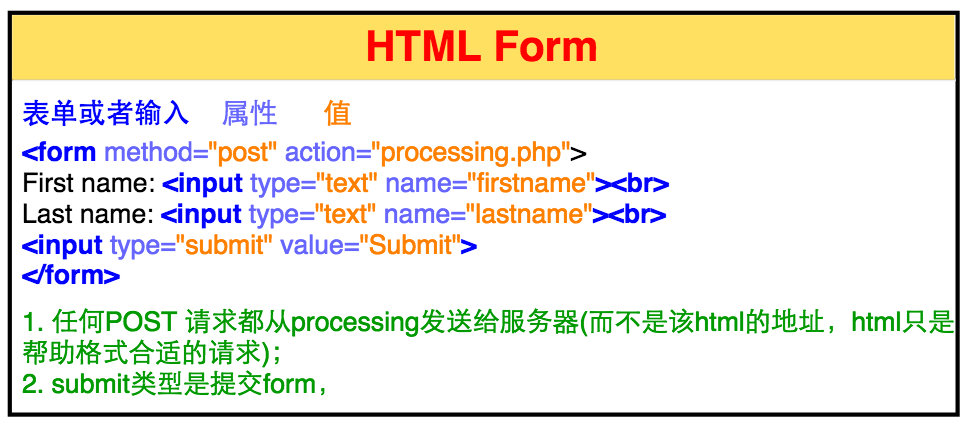 HTML Form
表单或者输入 属性 值
<form method="post" action="processing.php">
First name: <input type="text" name="firstname"><br>
Last name: <input type="text" name="lastname"><br>
<input type="submit" value="Submit">
</form>
1. 任何POST 请求都从processing发送给服务器(而不是该html的地址，html只是
帮助格式合适的请求)；
2. submit类型是提交form，